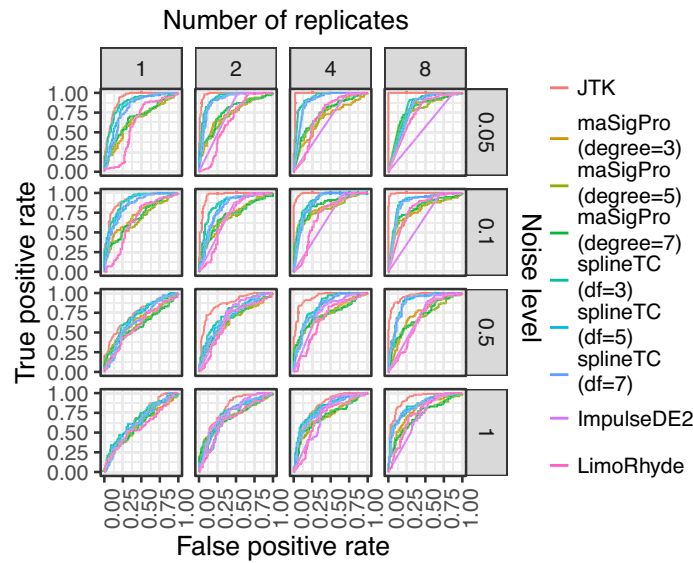 Number of replicates
1 2 4 8
1.00
0.75
0.50
0.25
0.00
0.05
1.00
0.75
0.50
0.25
0.00
0.1
1.00
0.75
0.50
0.25
0.00
0.5
1.00
0.75
0.50
0.25
0.00
1
0.00 0.25 0.50 0.75 1.00 0.00 0.25 0.50 0.75 1.00 0.00 0.25 0.50 0.75 1.00 0.00 0.25 0.50 0.75 1.00
False positive rate
True positive rate
Noise level
JTK
maSigPro
(degree=3)
maSigPro
(degree=5)
maSigPro
(degree=7)
splineTC
(df=3)
splineTC
(df=5)
splineTC
(df=7)
ImpulseDE2
LimoRhyde